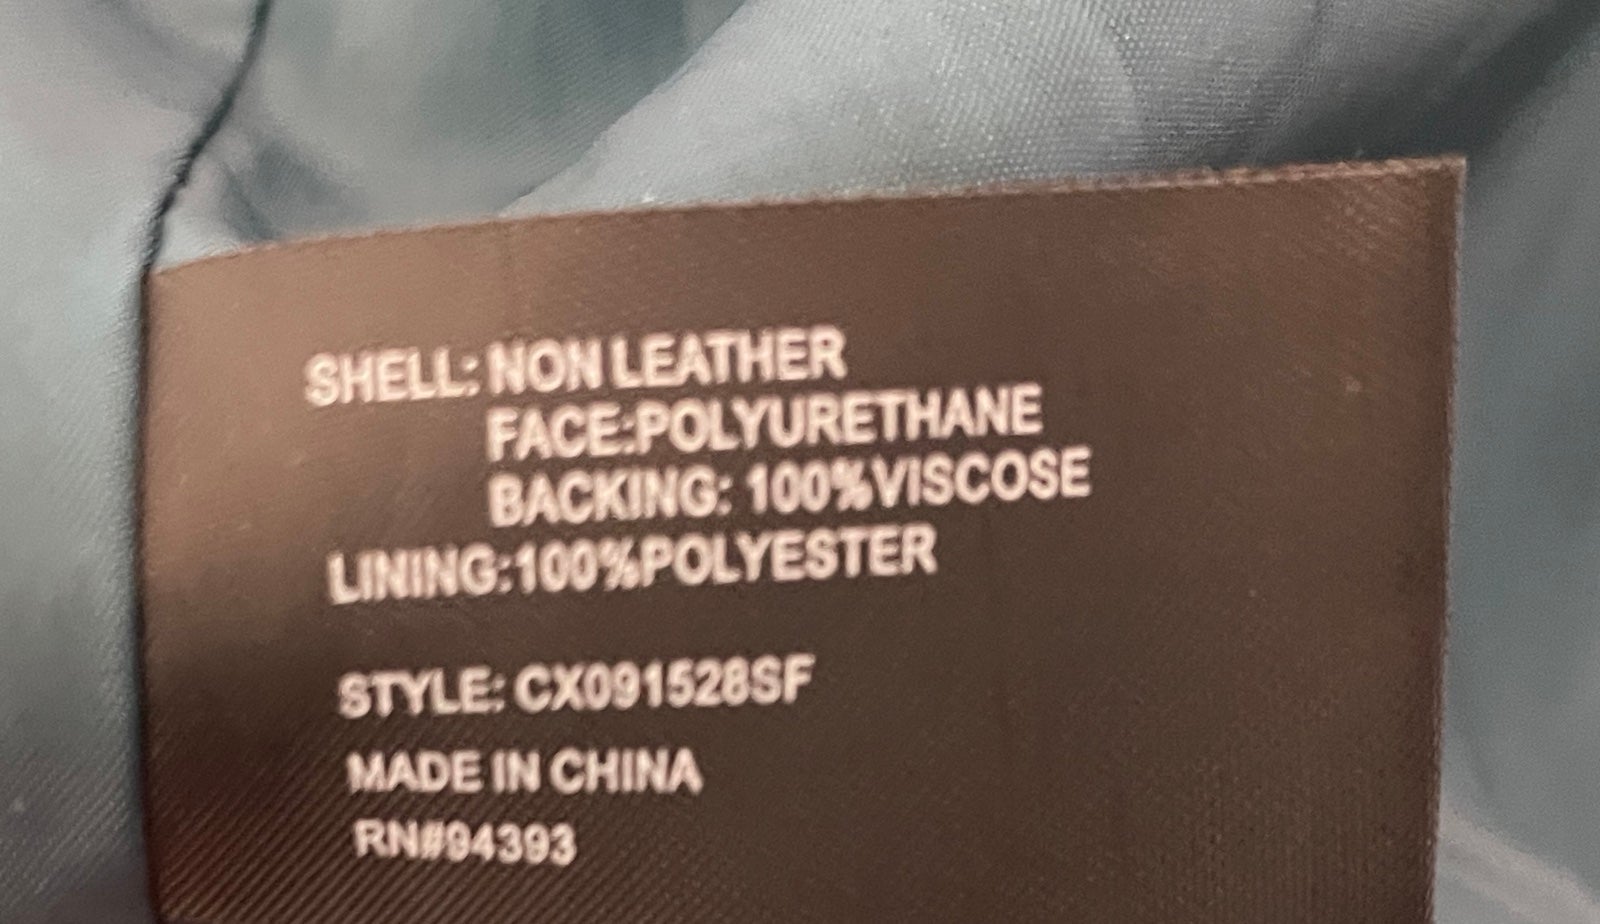 SHELL: NON LEATHER
FACE:POLYURETHANE
BACKING: 100%VISCOSE
LINING:100%POLYESTER
STYLE: CX091528SF
MADE IN CHINA
RN#94393